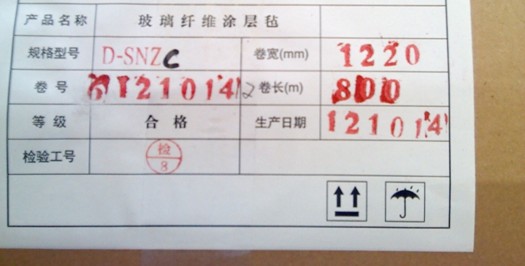 产品名称 玻璃纤维涂层毡
规格型号 D-SNZC 卷宽(mm) 1220
卷号 121014 12 卷长(m) 800
等级 合格 生产日期 121014
检验工号 检 8